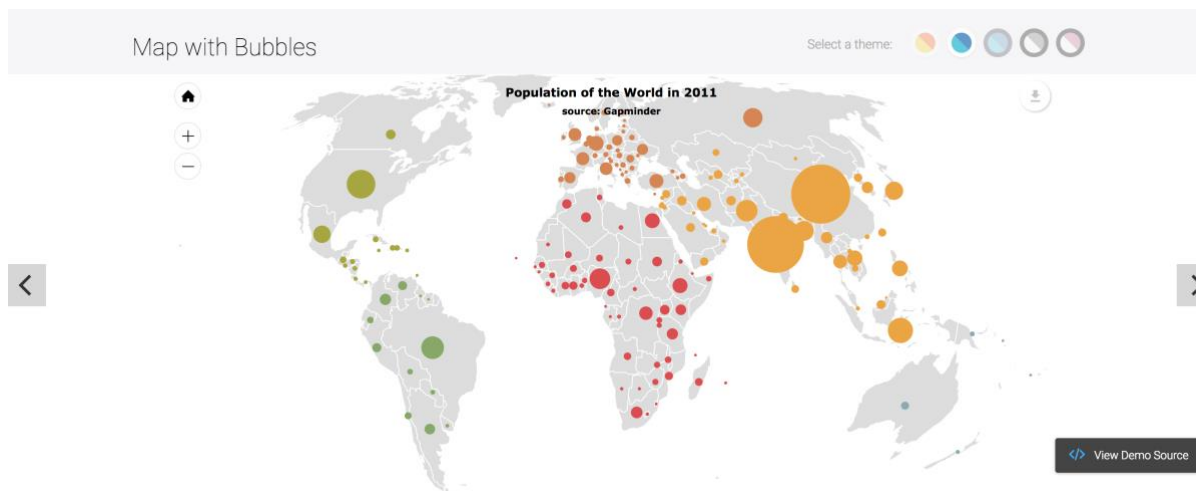 Map with Bubbles
Select a theme:
Population of the World in 2011
source: Gapminder
View Demo Source